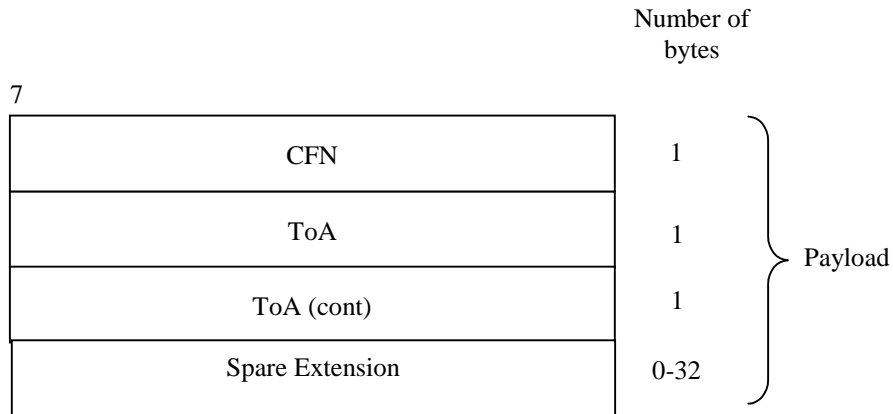 Number of
bytes
7
CFN 1
ToA 1
Payload
ToA (cont) 1
Spare Extension 0-32